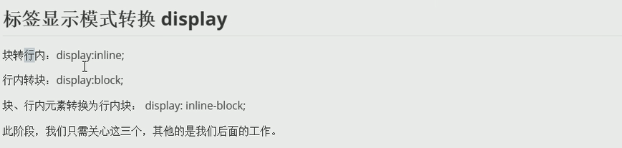 标签显示模式转换 display
块转行内：display:inline;
行内转块：display:block;
块、行内元素转换为行内块： display: inline-block;
此阶段，我们只需关心这三个，其他的是我们后面的工作。